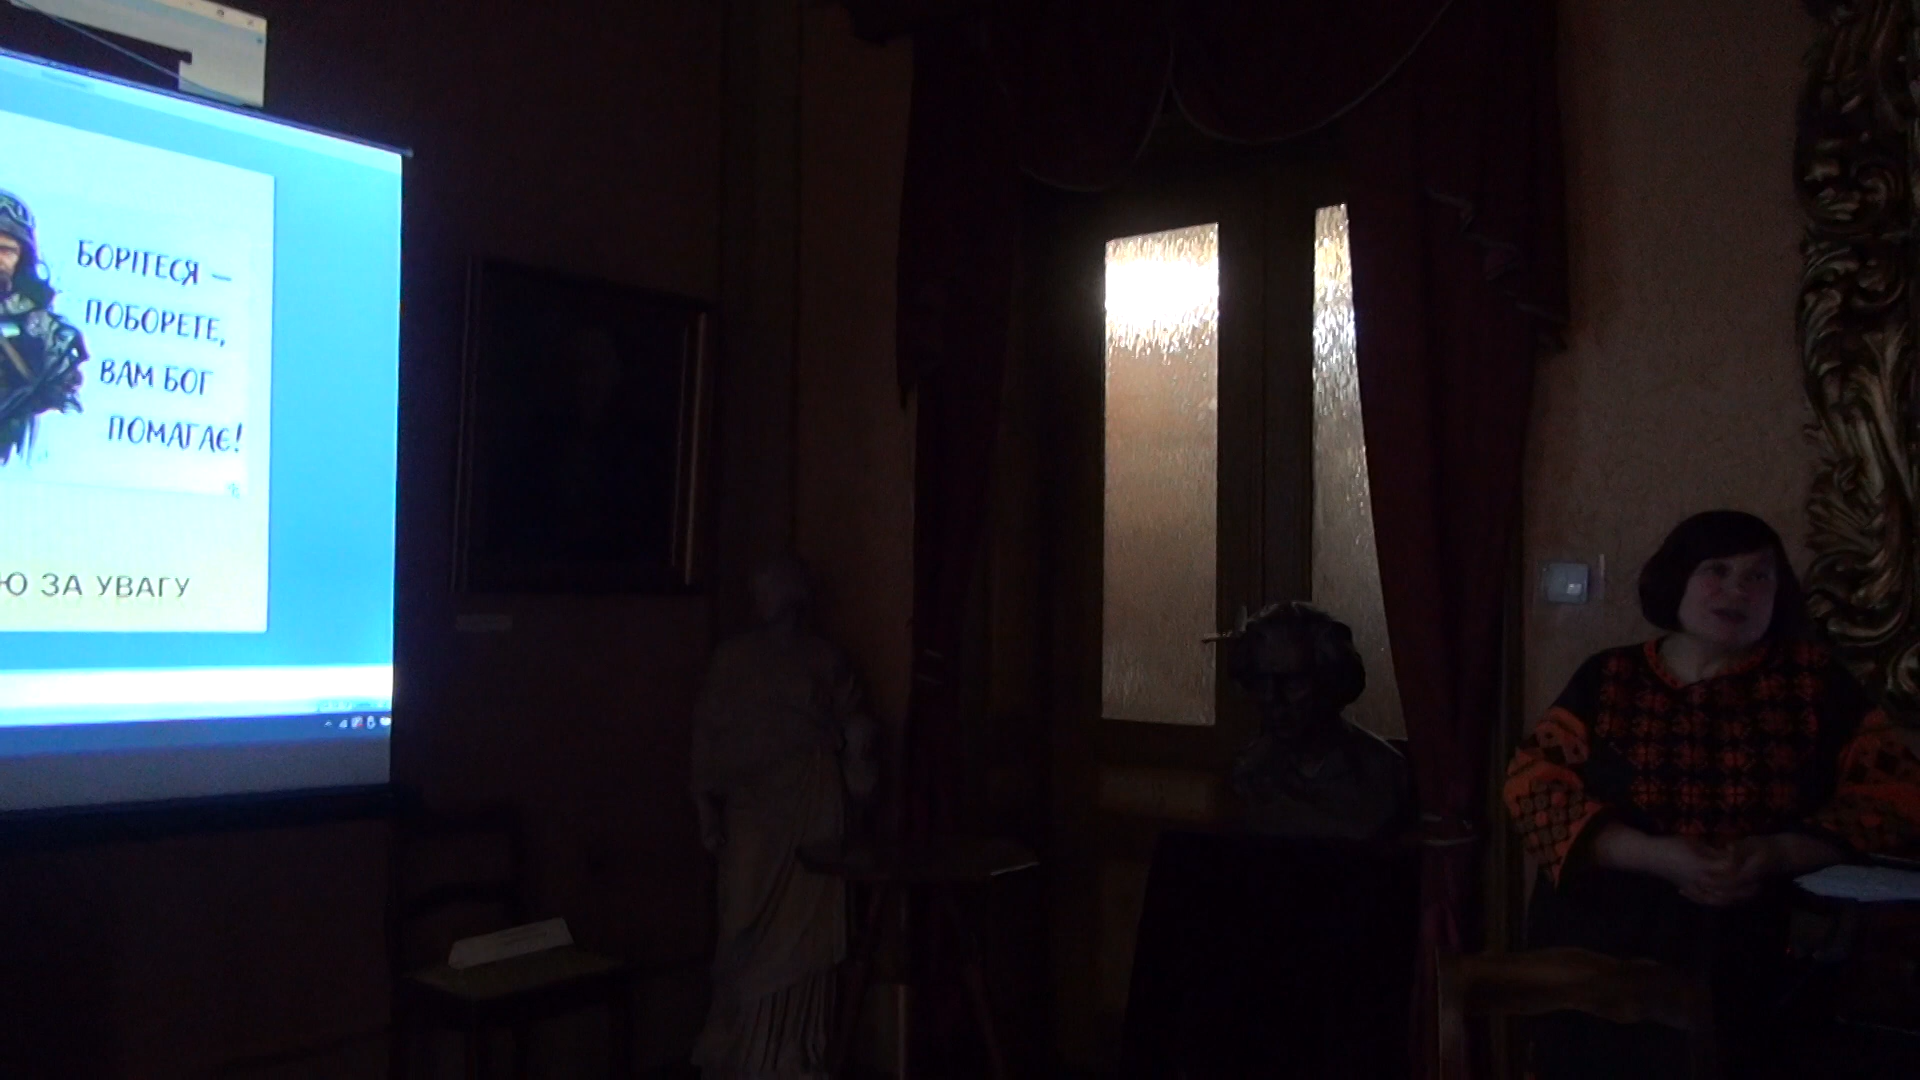 БОРІТЕСЯ –
ПОБОРЕТЕ,
ВАМ БОГ
ПОМАГАЄ!
Ю ЗА УВАГУ